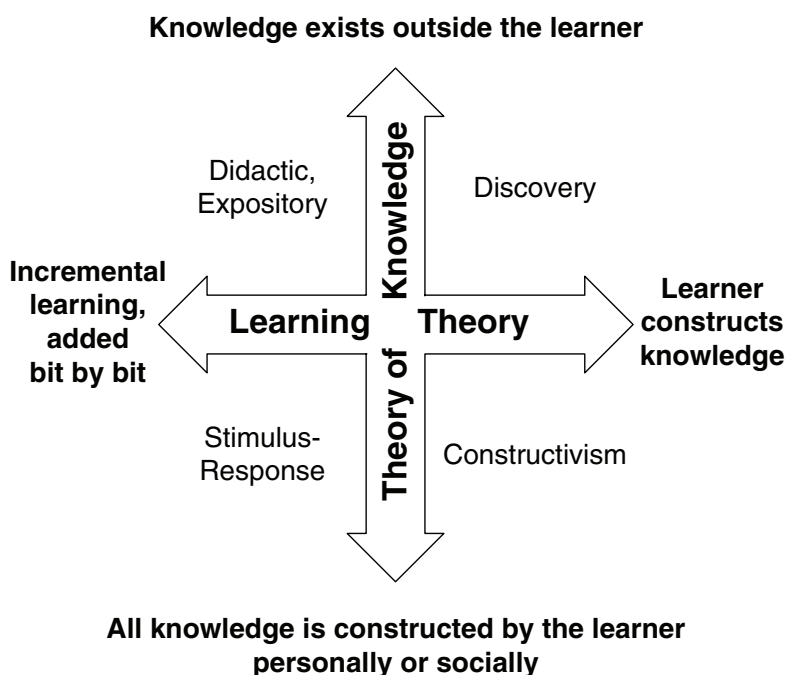 Knowledge exists outside the learner
Didactic,
Expository
Discovery
Incremental
learning,
added
bit by bit
Learning Theory
Learner
constructs
knowledge
Theory of Knowledge
Stimulus-
Response
Constructivism
All knowledge is constructed by the learner
personally or socially